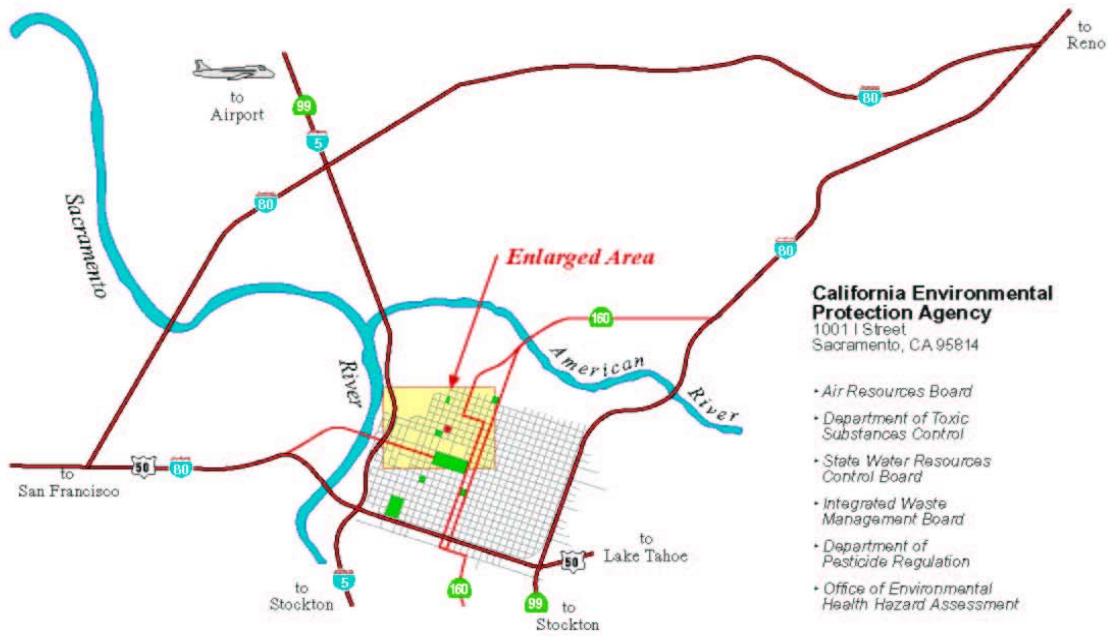 to
Reno
80
to
Airport
99
5
80
Sacramento
80
Enlarged Area
160
American
River
River
California Environmental
Protection Agency
1001 I Street
Sacramento, CA 95814
‣ Air Resources Board
‣ Department of Toxic
Substances Control
‣ State Water Resources
Control Board
‣ Integrated Waste
Management Board
‣ Department of
Pesticide Regulation
‣ Office of Environmental
Health Hazard Assessment
50
80
to
San Francisco
to
Lake Tahoe
50
to
Stockton
5
160
99
to
Stockton